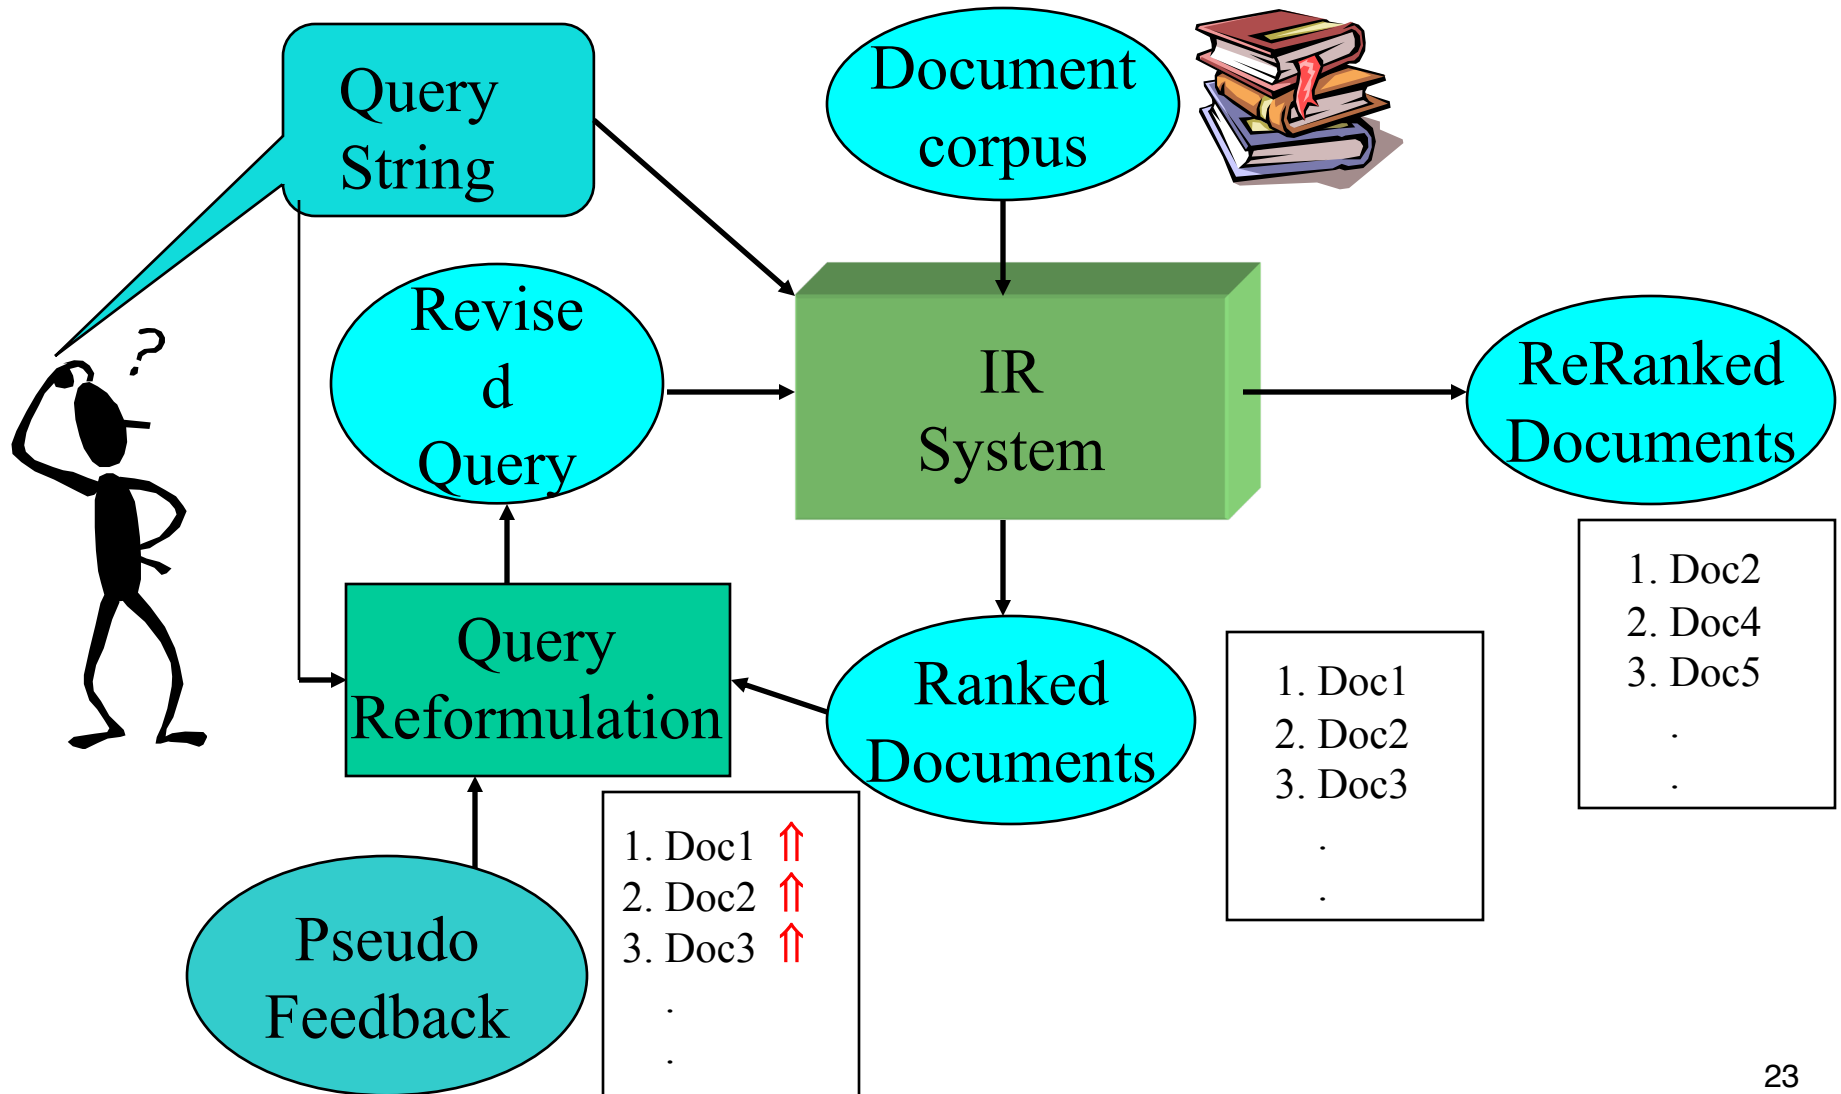 Query
String
Document
corpus
?
Revise
d
Query
IR
System
ReRanked
Documents
Query
Reformulation
Ranked
Documents
1. Doc1
2. Doc2
3. Doc3
.
.
1. Doc2
2. Doc4
3. Doc5
.
.
Pseudo
Feedback
1. Doc1 ⇑
2. Doc2 ⇑
3. Doc3 ⇑
.
.
23